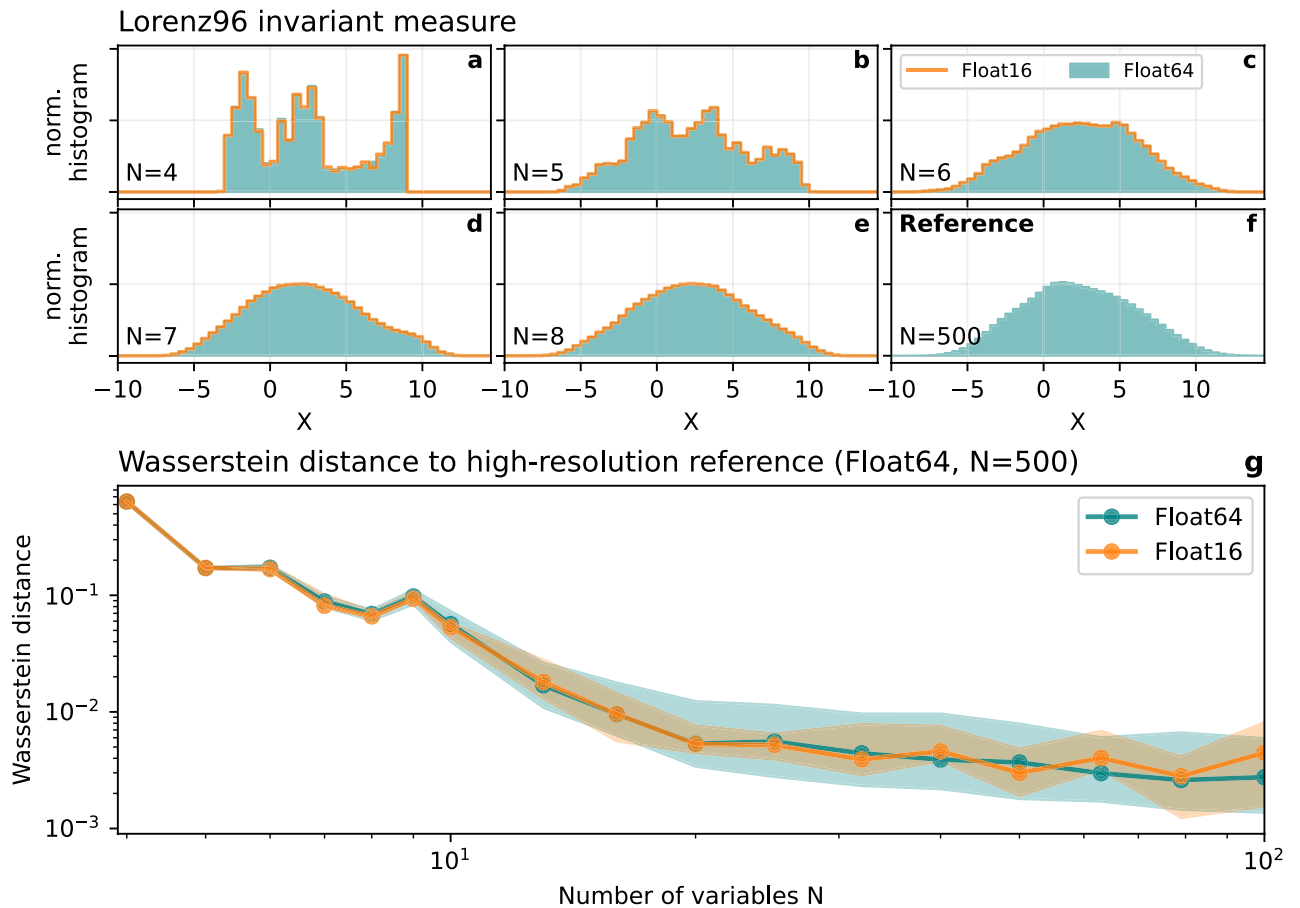 Lorenz96 invariant measure
norm.
histogram
a
N=4
b
N=5
Float16
Float64
c
N=6
norm.
histogram
d
N=7
e
N=8
Reference
f
N=500
−10 −5 0 5 10
−10 −5 0 5 10
−10 −5 0 5 10
X
X
X
Wasserstein distance to high-resolution reference (Float64, N=500)
g
Float64
Float16
Wasserstein distance
10⁻¹
10⁻²
10⁻³
10¹
10²
Number of variables N